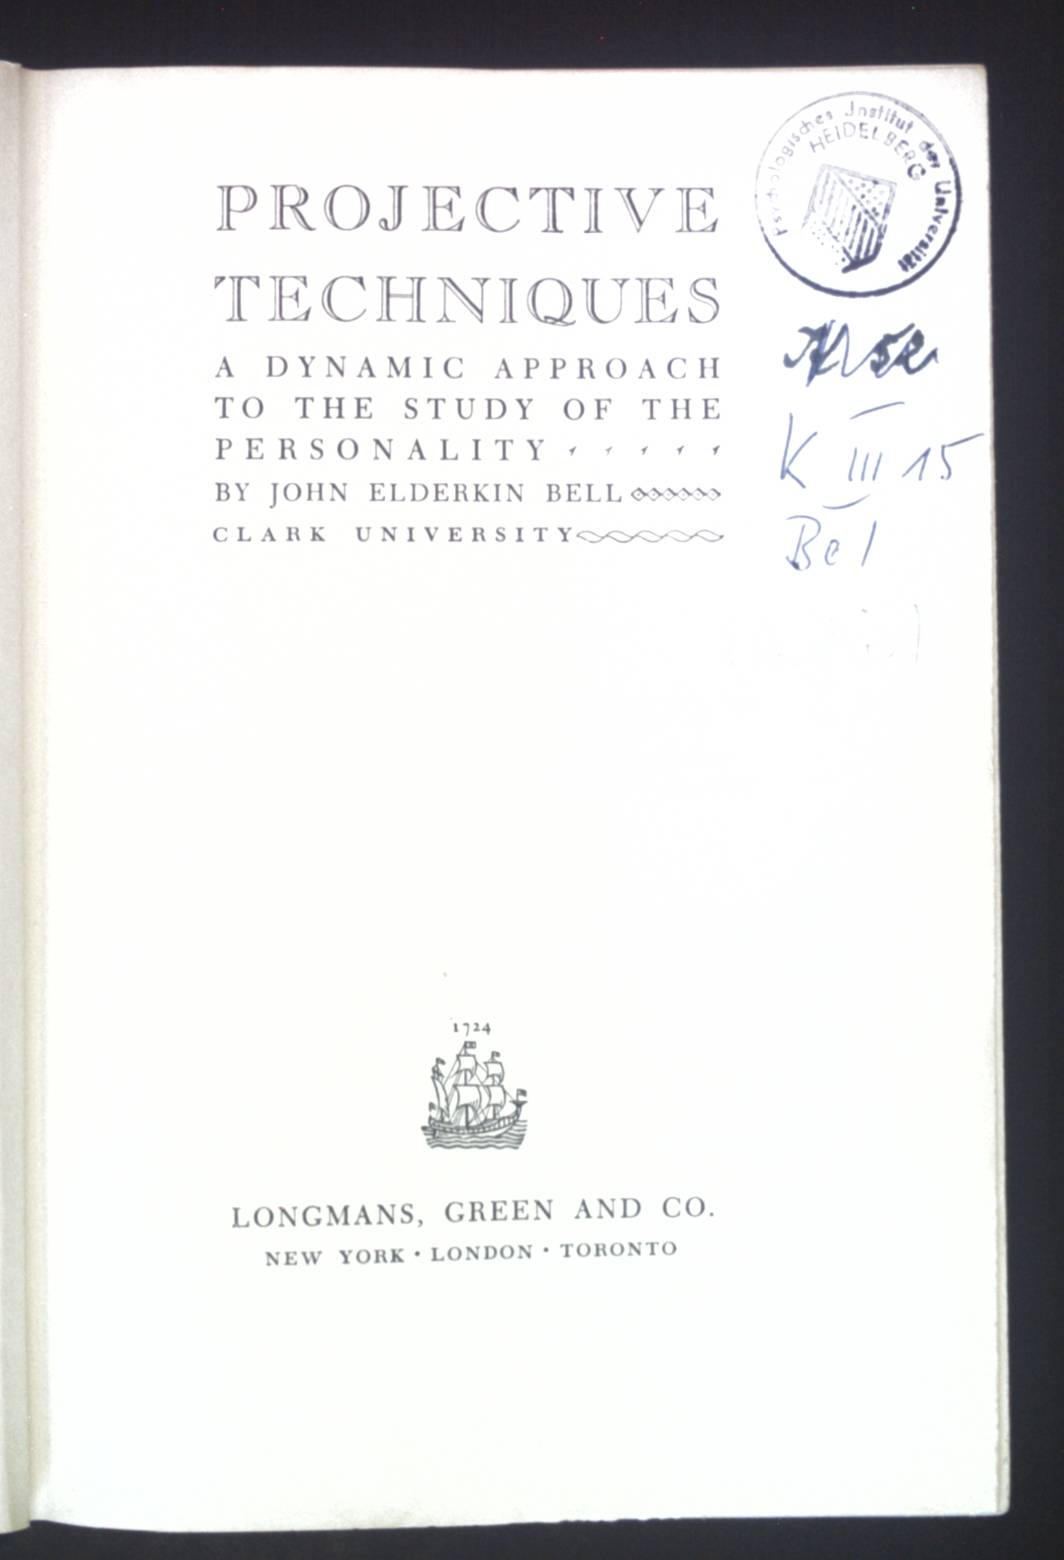 PROJECTIVE
TECHNIQUES
A DYNAMIC APPROACH
TO THE STUDY OF THE
PERSONALITY
BY JOHN ELDERKIN BELL
CLARK UNIVERSITY
Psychologisches Institut der Universität
HEIDELBERG
K III 15
Bel
1724
LONGMANS, GREEN AND CO.
NEW YORK · LONDON · TORONTO